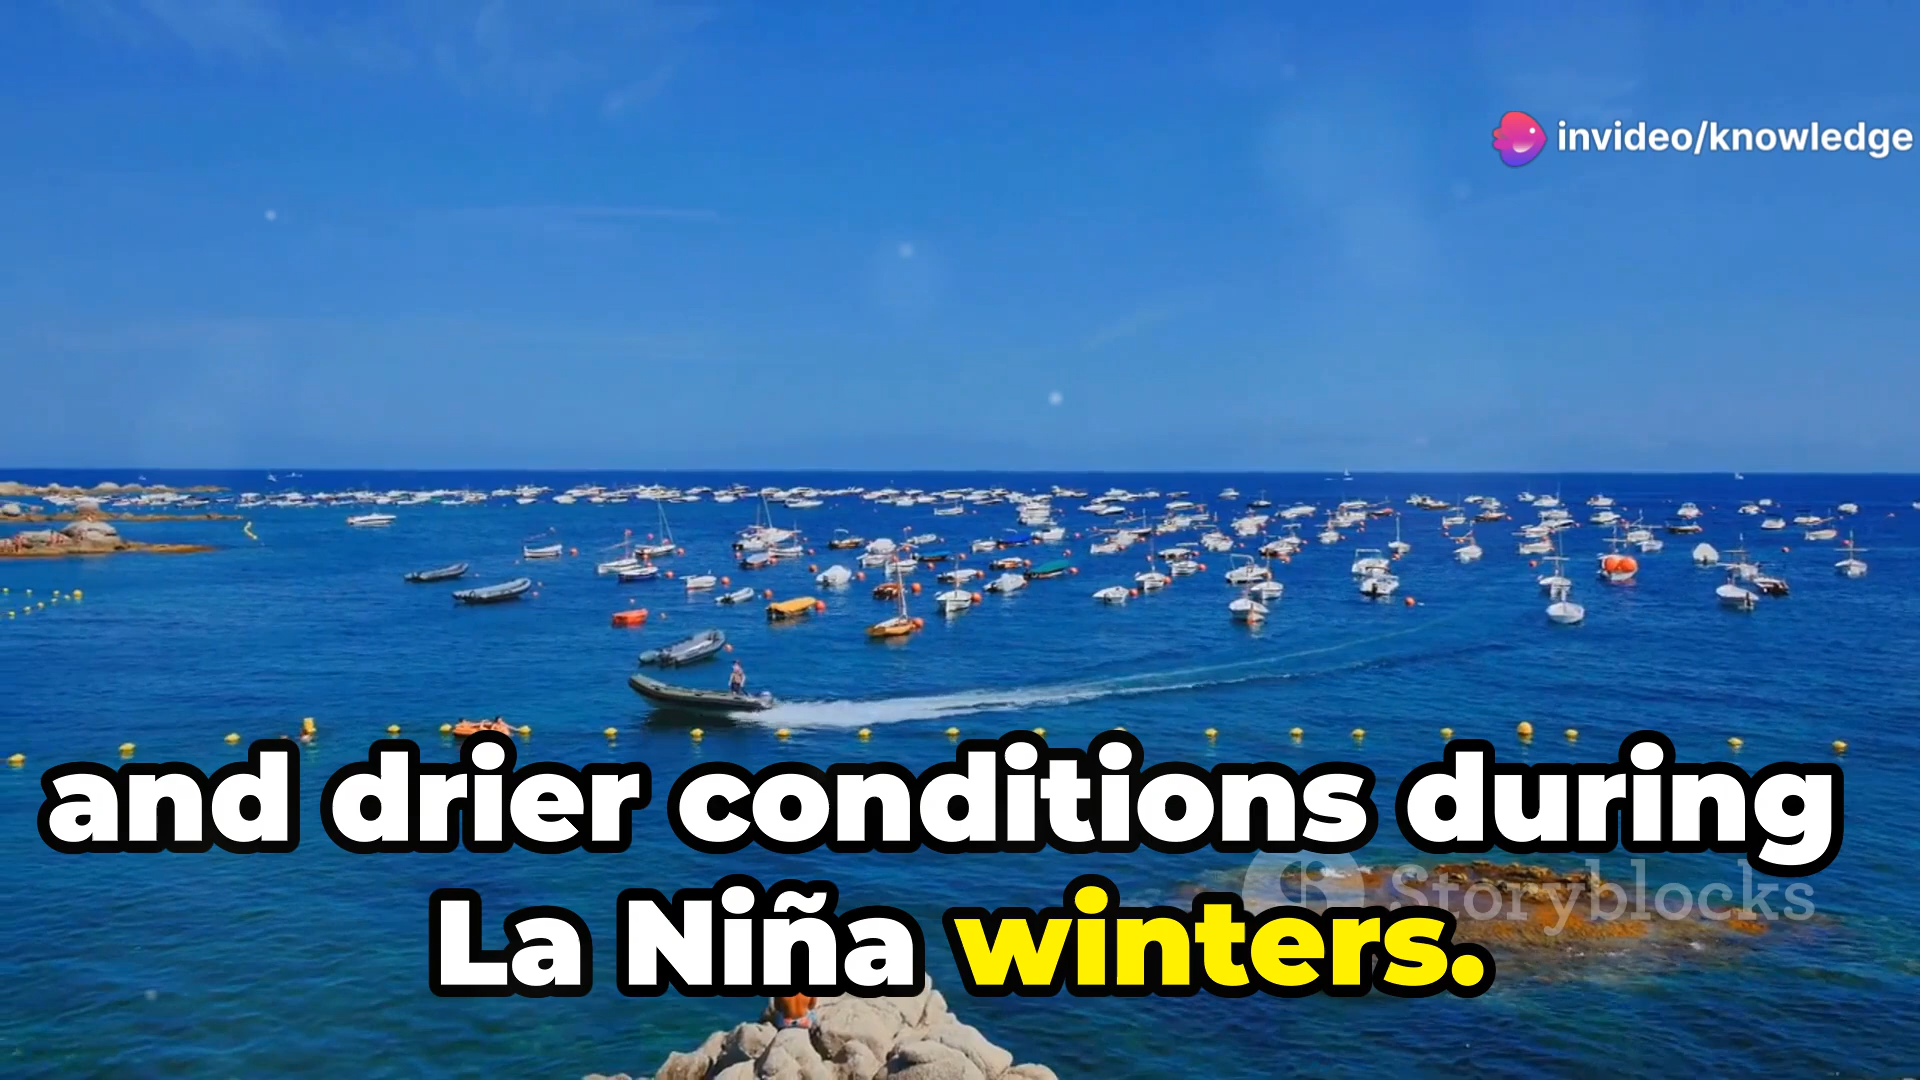 invideo/knowledge
and drier conditions during
Storyblocks
La Niña winters.